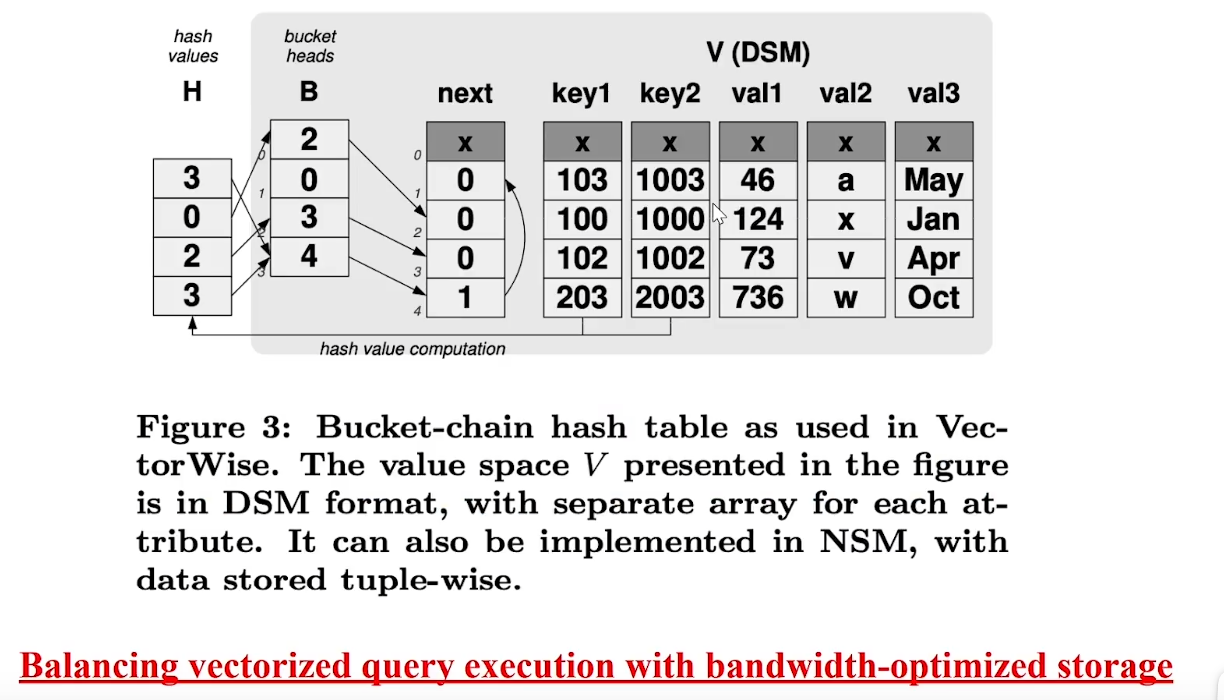 hash values
bucket heads
V (DSM)
H B next key1 key2 val1 val2 val3
2 x x x x x x
0
0
1
3 0 0 103 1003 46 a May
1
0 3 0 100 1000 124 x Jan
2
2
2 4 0 102 1002 73 v Apr
3
3
3 1 203 2003 736 w Oct
4
hash value computation
Figure 3: Bucket-chain hash table as used in Vec-
torWise. The value space V presented in the figure
is in DSM format, with separate array for each at-
tribute. It can also be implemented in NSM, with
data stored tuple-wise.
Balancing vectorized query execution with bandwidth-optimized storage